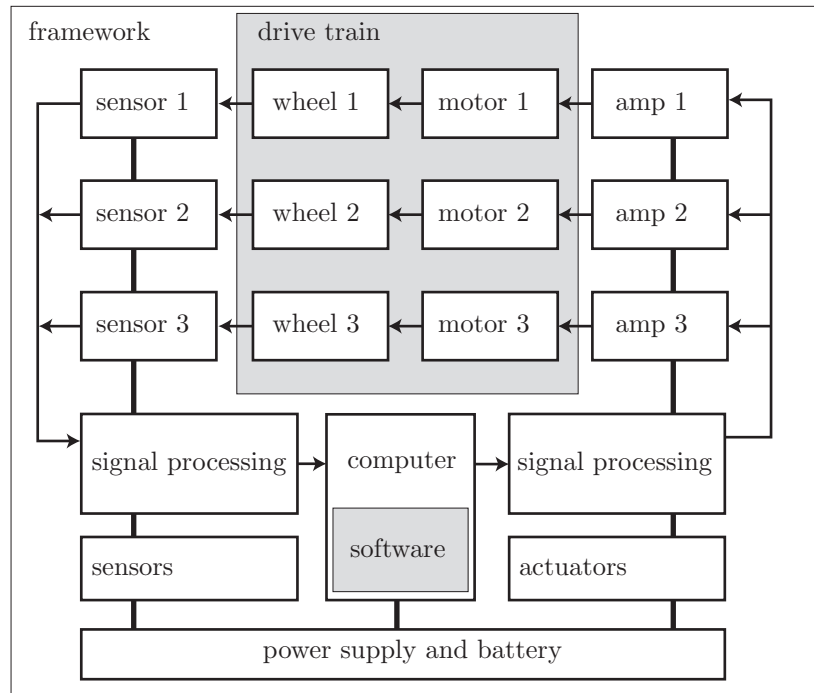 framework
drive train
sensor 1
wheel 1
motor 1
amp 1
sensor 2
wheel 2
motor 2
amp 2
sensor 3
wheel 3
motor 3
amp 3
signal processing
computer
signal processing
software
sensors
actuators
power supply and battery